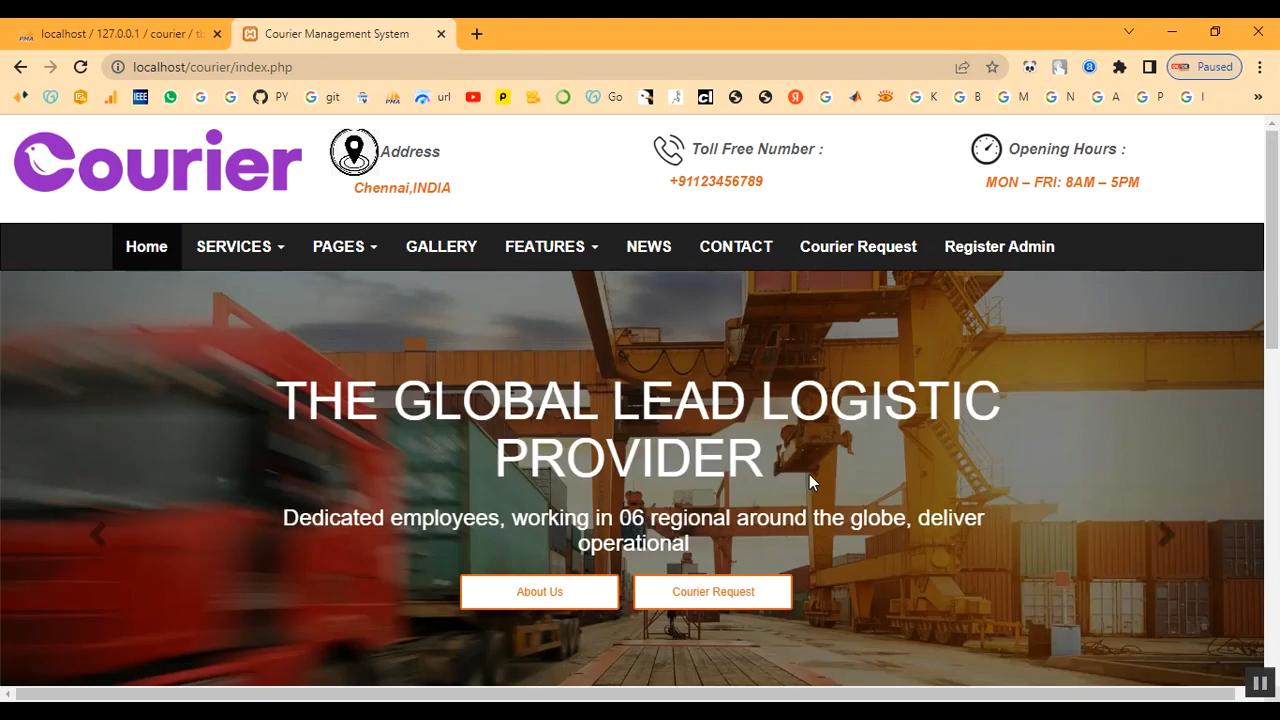 localhost / 127.0.0.1 / courier / tb
Courier Management System
localhost/courier/index.php
Paused
IEEE PY git url Go K B M N A P I »
Courier
Address
Chennai,INDIA
Toll Free Number :
+91123456789
Opening Hours :
MON – FRI: 8AM – 5PM
Home SERVICES PAGES GALLERY FEATURES NEWS CONTACT Courier Request Register Admin
THE GLOBAL LEAD LOGISTIC
PROVIDER
Dedicated employees, working in 06 regional around the globe, deliver
operational
About Us Courier Request